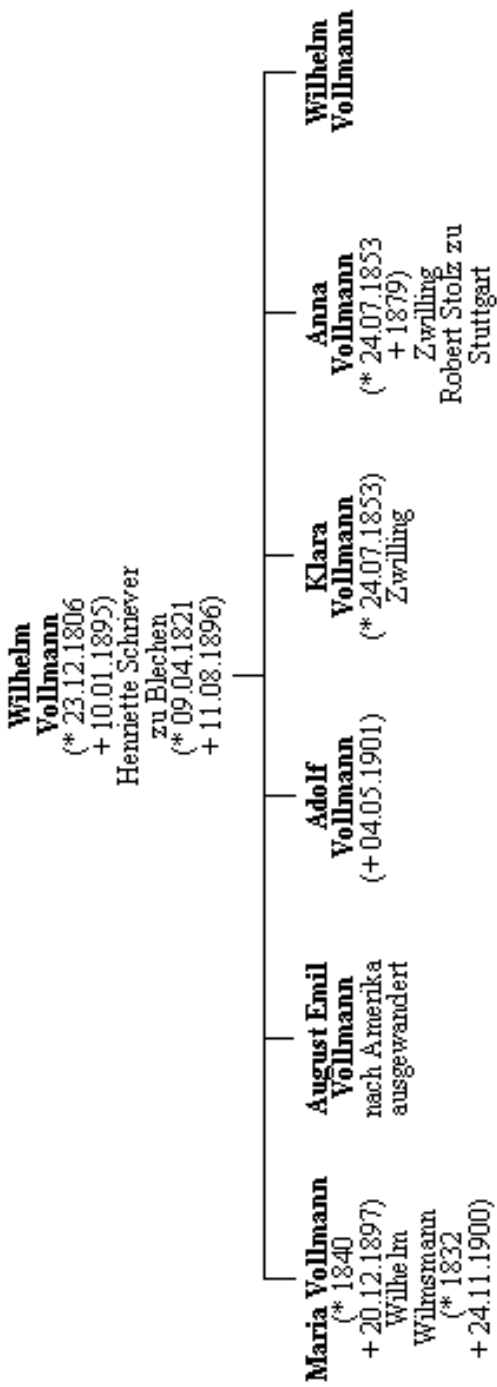 Wilhelm
Vollmann
(* 23.12.1806
+ 10.01.1895)
Henriette Schriever
zu Blechen
(* 09.04.1821
+ 11.08.1896)
Maria Vollmann
(* 1840
+ 20.12.1897)
Wilhelm
Wilmsmann
(* 1832
+ 24.11.1900)
August Emil
Vollmann
nach Amerika
ausgewandert
Adolf
Vollmann
(+ 04.05.1901)
Klara
Vollmann
(* 24.07.1853)
Zwilling
Anna
Vollmann
(* 24.07.1853
+ 1879)
Zwilling
Robert Stolz zu
Stuttgart
Wilhelm
Vollmann